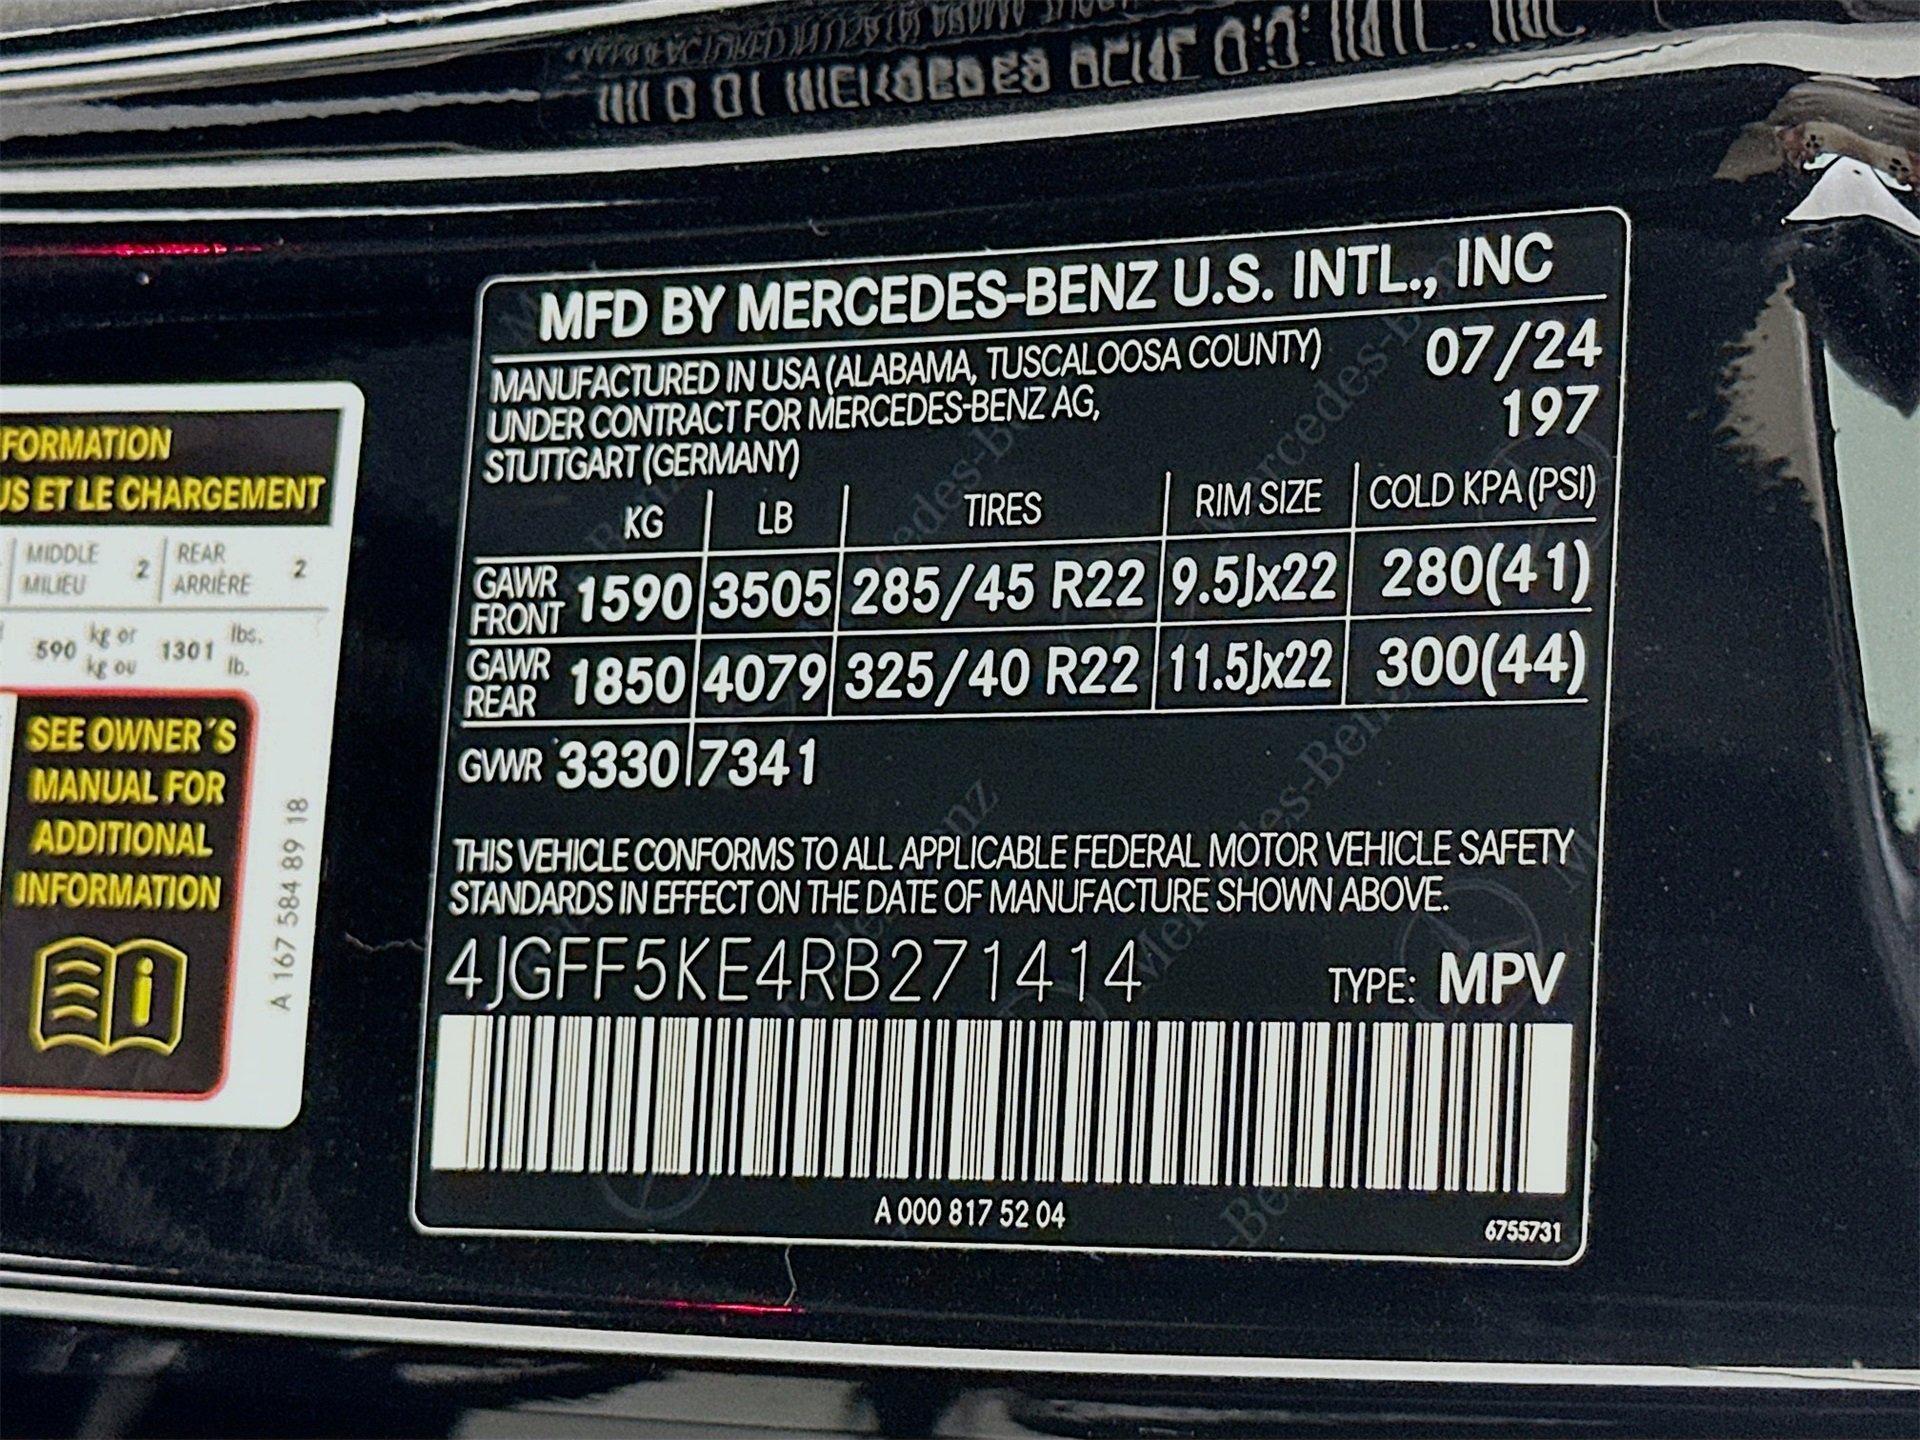 MFD BY MERCEDES-BENZ U.S. INTL., INC
MANUFACTURED IN USA (ALABAMA, TUSCALOOSA COUNTY) 07/24
UNDER CONTRACT FOR MERCEDES-BENZ AG, 197
STUTTGART (GERMANY)
KG LB TIRES RIM SIZE COLD KPA (PSI)
GAWR FRONT 1590 3505 285/45 R22 9.5Jx22 280(41)
GAWR REAR 1850 4079 325/40 R22 11.5Jx22 300(44)
GVWR 3330 7341
THIS VEHICLE CONFORMS TO ALL APPLICABLE FEDERAL MOTOR VEHICLE SAFETY
STANDARDS IN EFFECT ON THE DATE OF MANUFACTURE SHOWN ABOVE.
4JGFF5KE4RB271414 TYPE: MPV
A 000 817 52 04
6755731
ET LE CHARGEMENT
MIDDLE 2 REAR 2
MILIEU ARRIÈRE
590 kg or 1301 lbs.
kg ou lb.
SEE OWNER´S
MANUAL FOR
ADDITIONAL
INFORMATION
A 167 584 89 18